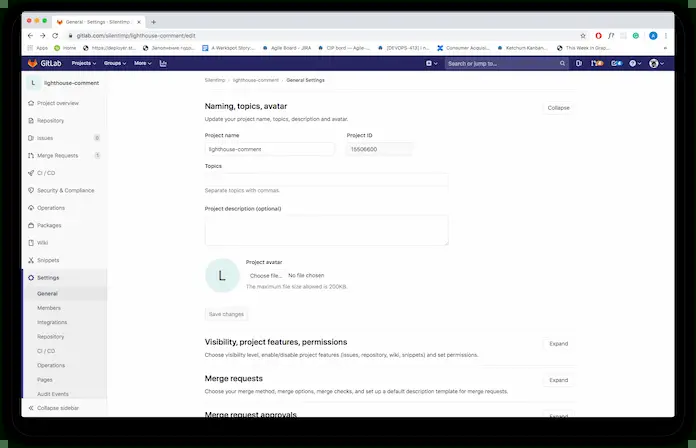 General · Settings · Silentimp
gitlab.com/silentimp/lighthouse-comment/edit
Apps
Home
https://deployer.st
A Werkspot Story:
Agile Board - JIRA
CIF bord — Agile-
[DEVOPS-413] i
Consumer Acquisi
Ketchum Kanban
This Week in Grap
GitLab
Projects
Groups
More
Search or jump to...
L
lighthouse-comment
Project overview
Repository
Issues
0
Merge Requests
1
CI / CD
Security & Compliance
Operations
Packages
Wiki
Snippets
Settings
General
Members
Integrations
Repository
CI / CD
Operations
Pages
Audit Events
Collapse sidebar
Silentimp
lighthouse-comment
General Settings
Naming, topics, avatar
Collapse
Update your project name, topics, description and avatar.
Project name
Project ID
lighthouse-comment
15506600
Topics
Separate topics with commas.
Project description (optional)
L
Project avatar
Choose file...
No file chosen
The maximum file size allowed is 200KB.
Save changes
Visibility, project features, permissions
Expand
Choose visibility level, enable/disable project features (issues, repository, wiki, snippets) and set permissions.
Merge requests
Expand
Choose your merge method, merge options, merge checks, and set up a default description template for merge requests.
Merge request approvals
Expand